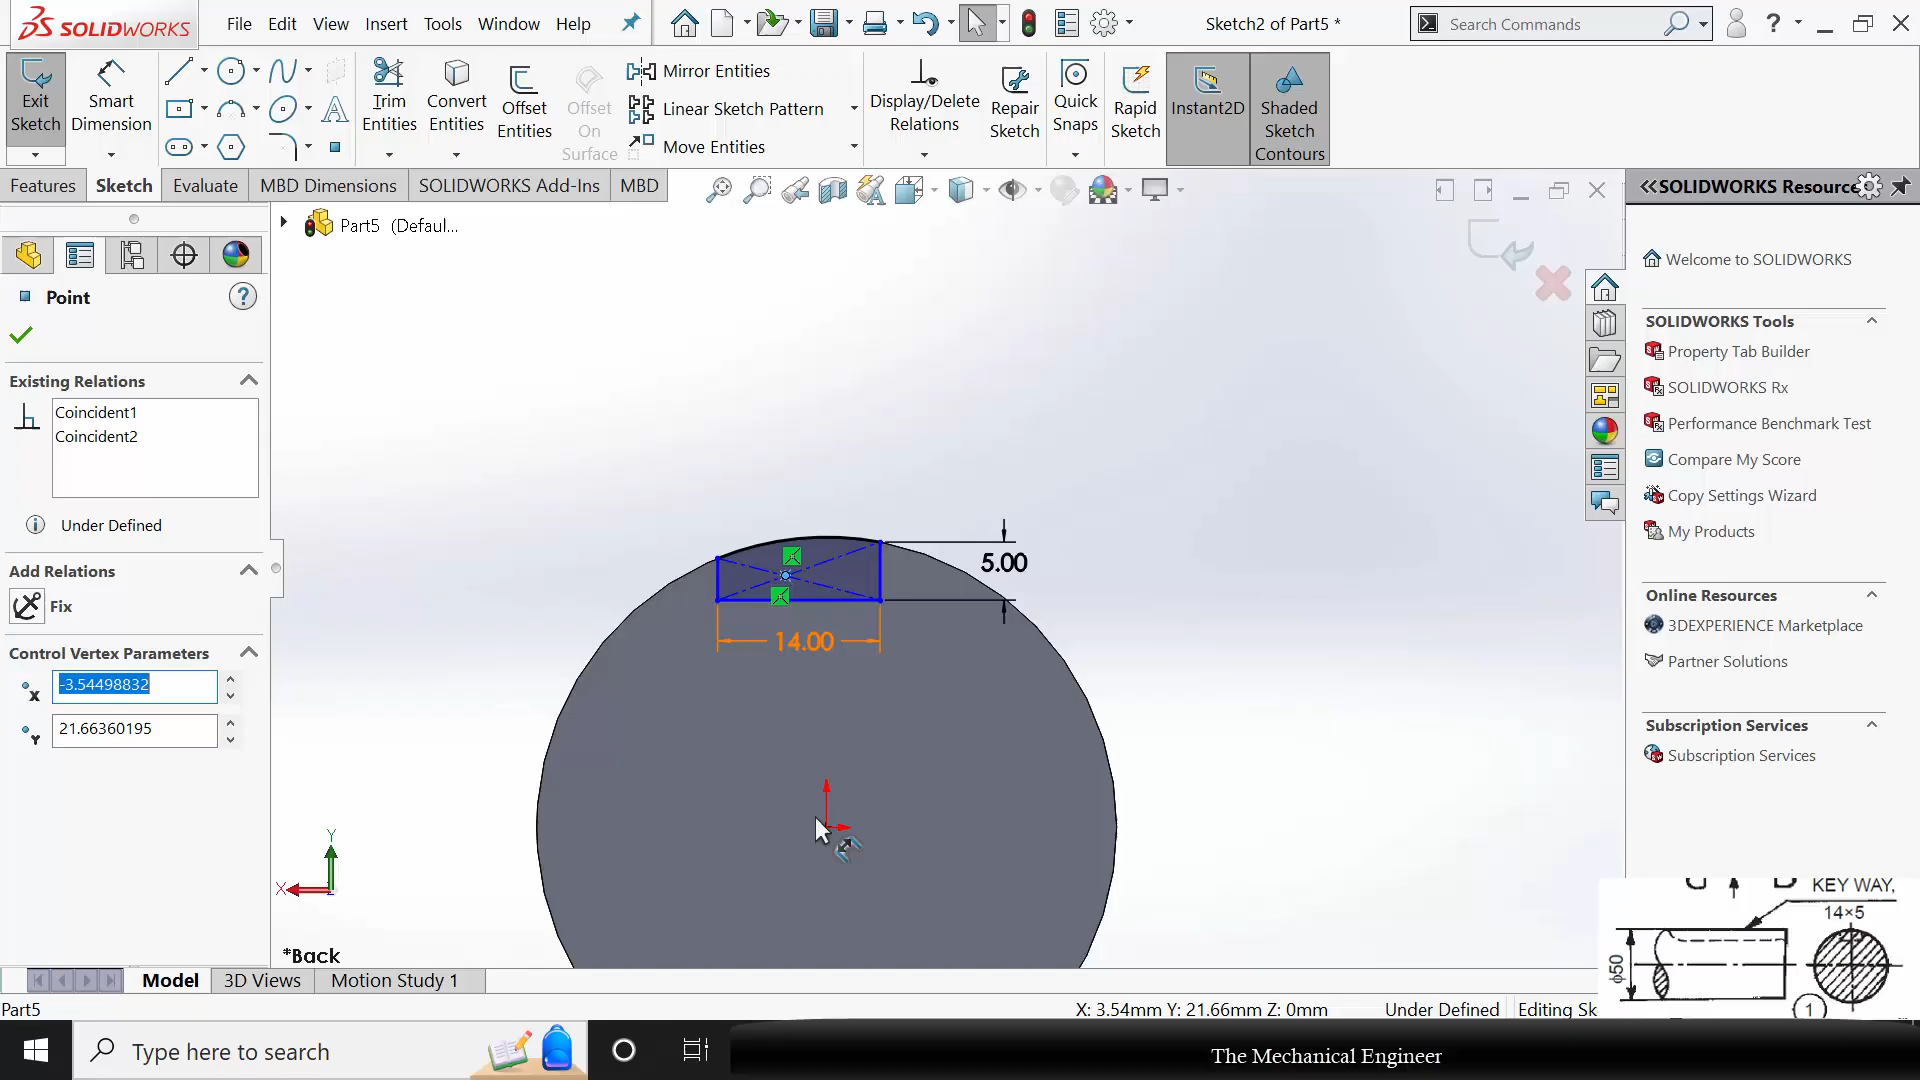 SOLIDWORKS
File Edit View Insert Tools Window Help
Sketch2 of Part5 *
Search Commands
Exit Sketch
Smart Dimension
Trim Entities
Convert Entities
Offset Entities
Offset On Surface
Mirror Entities
Linear Sketch Pattern
Move Entities
Display/Delete Relations
Repair Sketch
Quick Snaps
Rapid Sketch
Instant2D
Shaded Sketch Contours
Features Sketch Evaluate MBD Dimensions SOLIDWORKS Add-Ins MBD
SOLIDWORKS Resource
Part5 (Defaul...
Point
Existing Relations
Coincident1
Coincident2
Under Defined
Add Relations
Fix
Control Vertex Parameters
X -3.54498832
Y 21.66360195
5.00
14.00
Y
X
*Back
Welcome to SOLIDWORKS
SOLIDWORKS Tools
Property Tab Builder
SOLIDWORKS Rx
Performance Benchmark Test
Compare My Score
Copy Settings Wizard
My Products
Online Resources
3DEXPERIENCE Marketplace
Partner Solutions
Subscription Services
Subscription Services
KEY WAY,
14×5
ϕ50
1
Model 3D Views Motion Study 1
Part5
X: 3.54mm Y: 21.66mm Z: 0mm Under Defined Editing Sk
Type here to search
The Mechanical Engineer